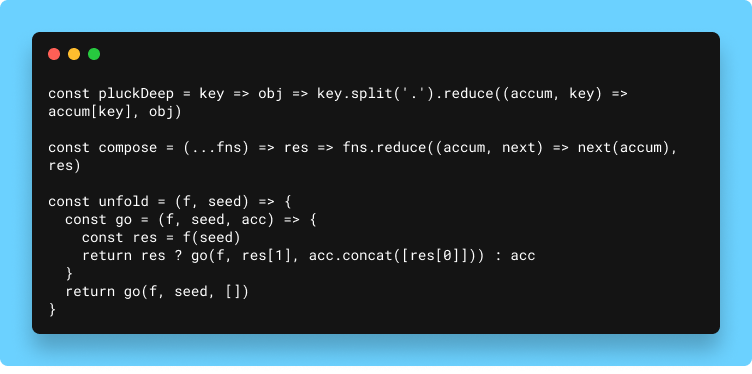 const pluckDeep = key => obj => key.split('.').reduce((accum, key) =>
accum[key], obj)

const compose = (...fns) => res => fns.reduce((accum, next) => next(accum),
res)

const unfold = (f, seed) => {
  const go = (f, seed, acc) => {
    const res = f(seed)
    return res ? go(f, res[1], acc.concat([res[0]])) : acc
  }
  return go(f, seed, [])
}